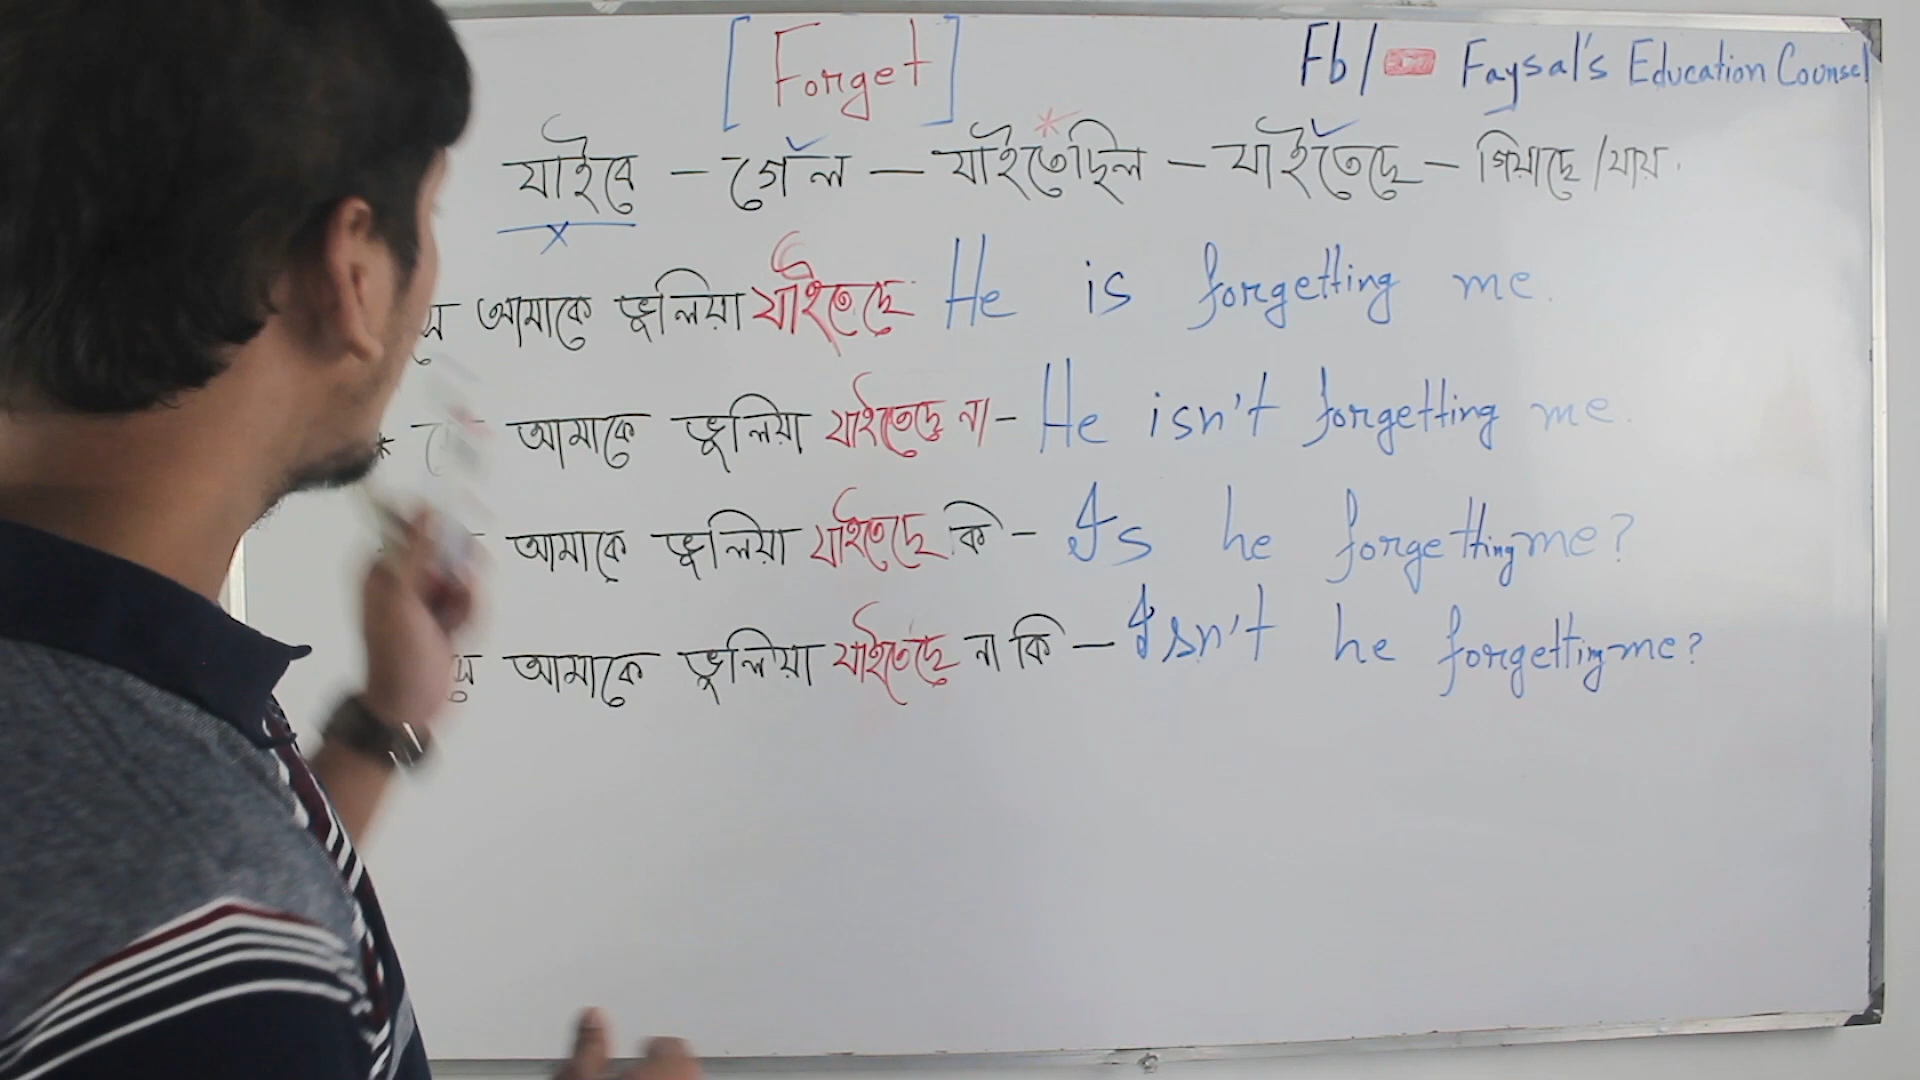 [Forget]
Fb/ Faysal's Education Counsel
যাইবে – গেল – যাইতেছিল – যাইতেছে – গিয়াছে / যায়.
আমাকে ভুলিয়া যাইতেছে He is forgetting me.
* আমাকে ভুলিয়া যাইতেছে না – He isn't forgetting me.
আমাকে ভুলিয়া যাইতেছে কি – Is he forgetting me?
আমাকে ভুলিয়া যাইতেছে না কি – Isn't he forgetting me?